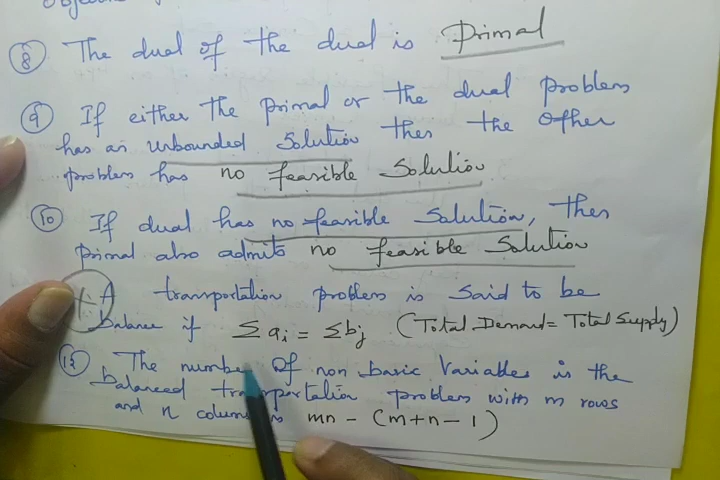 ⑧ The dual of the dual is Primal
⑨ If either the primal or the dual problem
has an unbounded solution then the other
problem has no feasible solution
⑩ If dual has no feasible solution, then
primal also admits no feasible solution
A transportation problem is said to be
balance if Σ ai = Σ bj (Total Demand = Total Supply)
⑫ The number of non basic variables in the
balanced transportation problem with m rows
and n columns mn - (m+n-1)